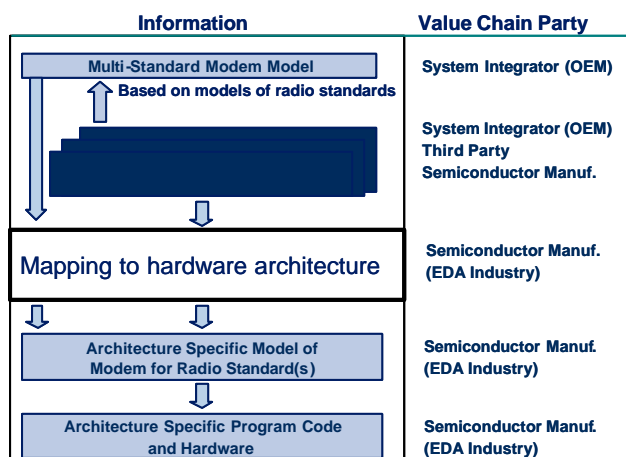 Information
Value Chain Party
Multi-Standard Modem Model
System Integrator (OEM)
Based on models of radio standards
System Integrator (OEM)
Third Party
Semiconductor Manuf.
Mapping to hardware architecture
Semiconductor Manuf.
(EDA Industry)
Architecture Specific Model of
Modem for Radio Standard(s)
Semiconductor Manuf.
(EDA Industry)
Architecture Specific Program Code
and Hardware
Semiconductor Manuf.
(EDA Industry)